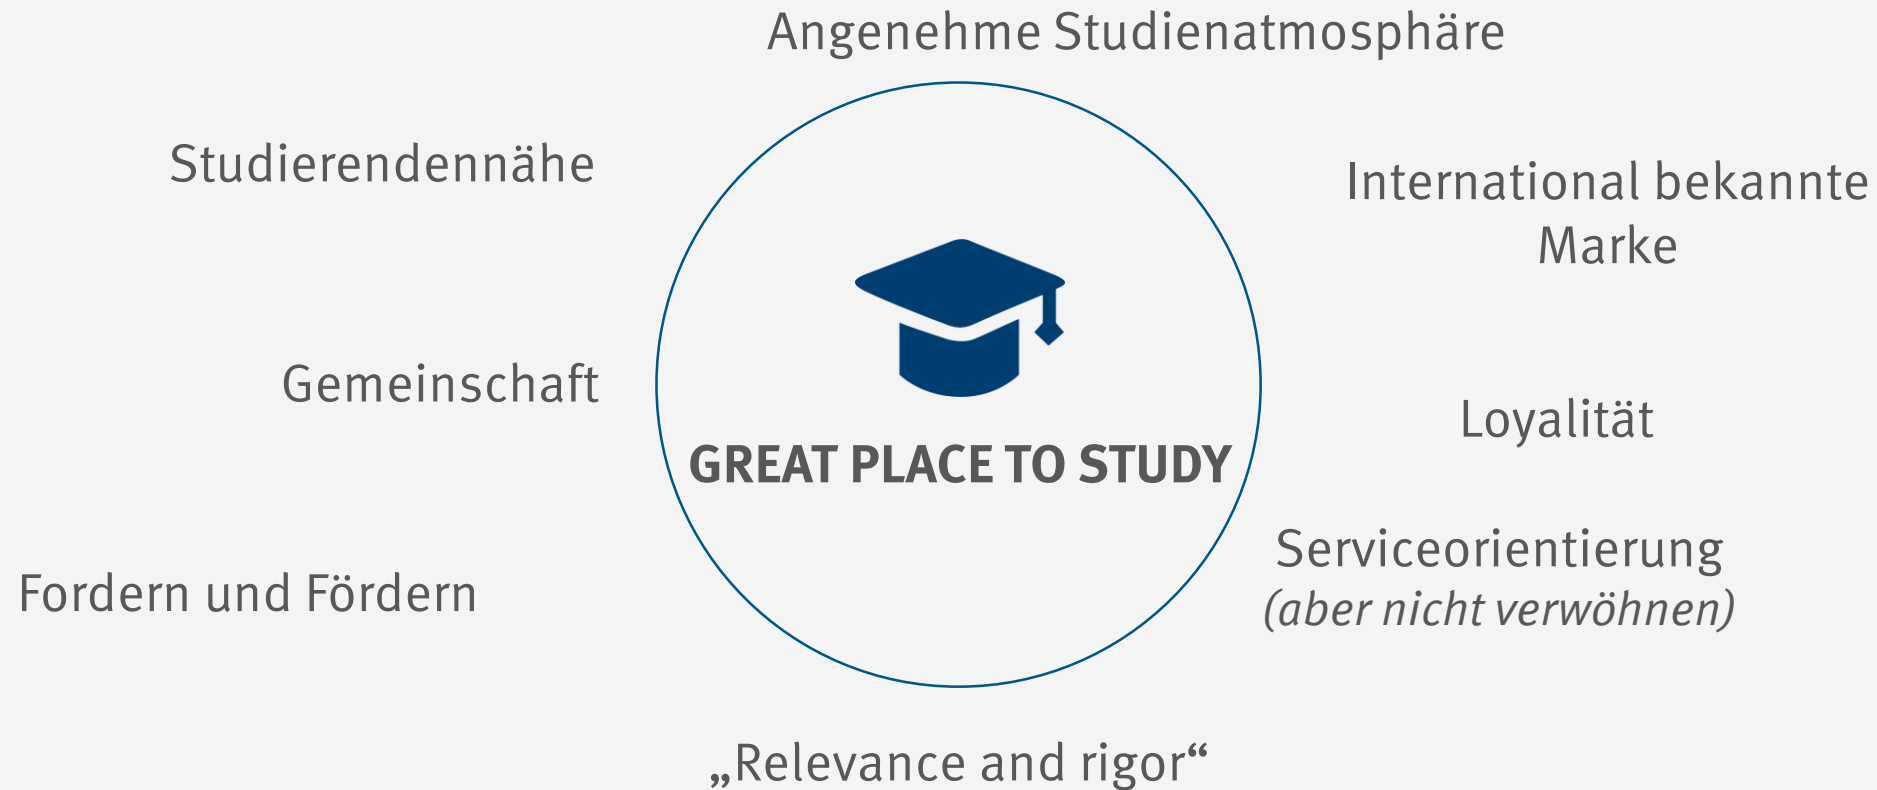 Angenehme Studienatmosphäre
Studierendennähe
International bekannte
Marke
Gemeinschaft
Loyalität
GREAT PLACE TO STUDY
Serviceorientierung
(aber nicht verwöhnen)
Fordern und Fördern
„Relevance and rigor“